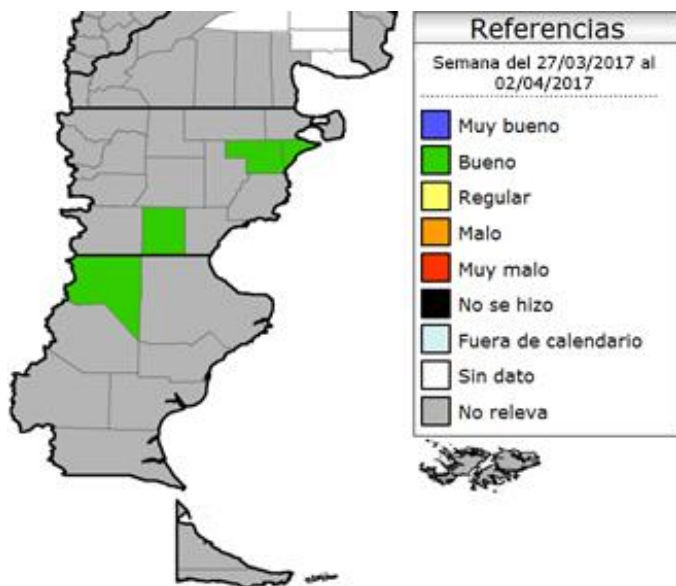 Referencias
Semana del 27/03/2017 al
02/04/2017
Muy bueno
Bueno
Regular
Malo
Muy malo
No se hizo
Fuera de calendario
Sin dato
No releva